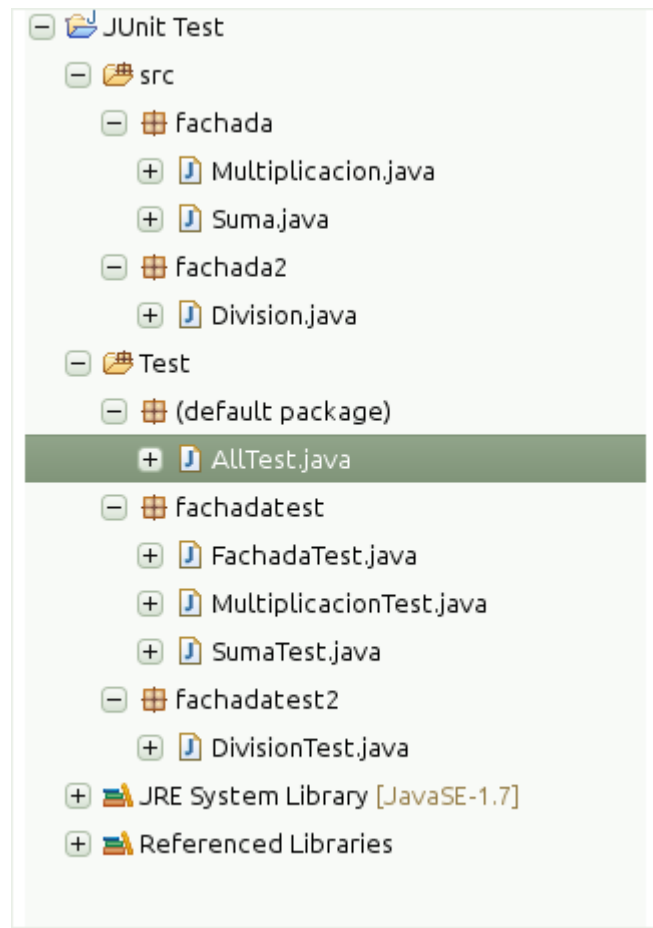 JUnit Test
src
fachada
Multiplicacion.java
Suma.java
fachada2
Division.java
Test
(default package)
AllTest.java
fachadatest
FachadaTest.java
MultiplicacionTest.java
SumaTest.java
fachadatest2
DivisionTest.java
JRE System Library [JavaSE-1.7]
Referenced Libraries